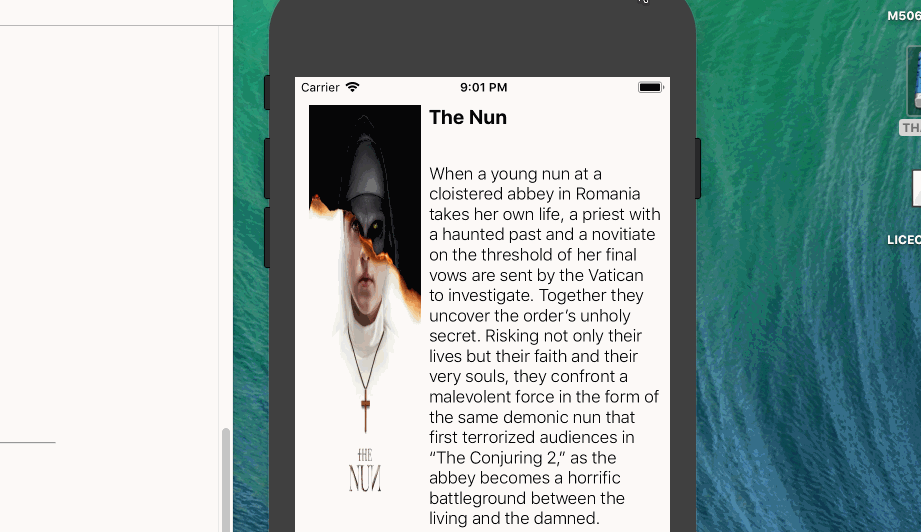 M506
Carrier
9:01 PM
The Nun
When a young nun at a
cloistered abbey in Romania
takes her own life, a priest with
a haunted past and a novitiate
on the threshold of her final
vows are sent by the Vatican
to investigate. Together they
uncover the order’s unholy
secret. Risking not only their
lives but their faith and their
very souls, they confront a
malevolent force in the form of
the same demonic nun that
first terrorized audiences in
“The Conjuring 2,” as the
abbey becomes a horrific
battleground between the
living and the damned.
THE
NUN
TH
LICEC